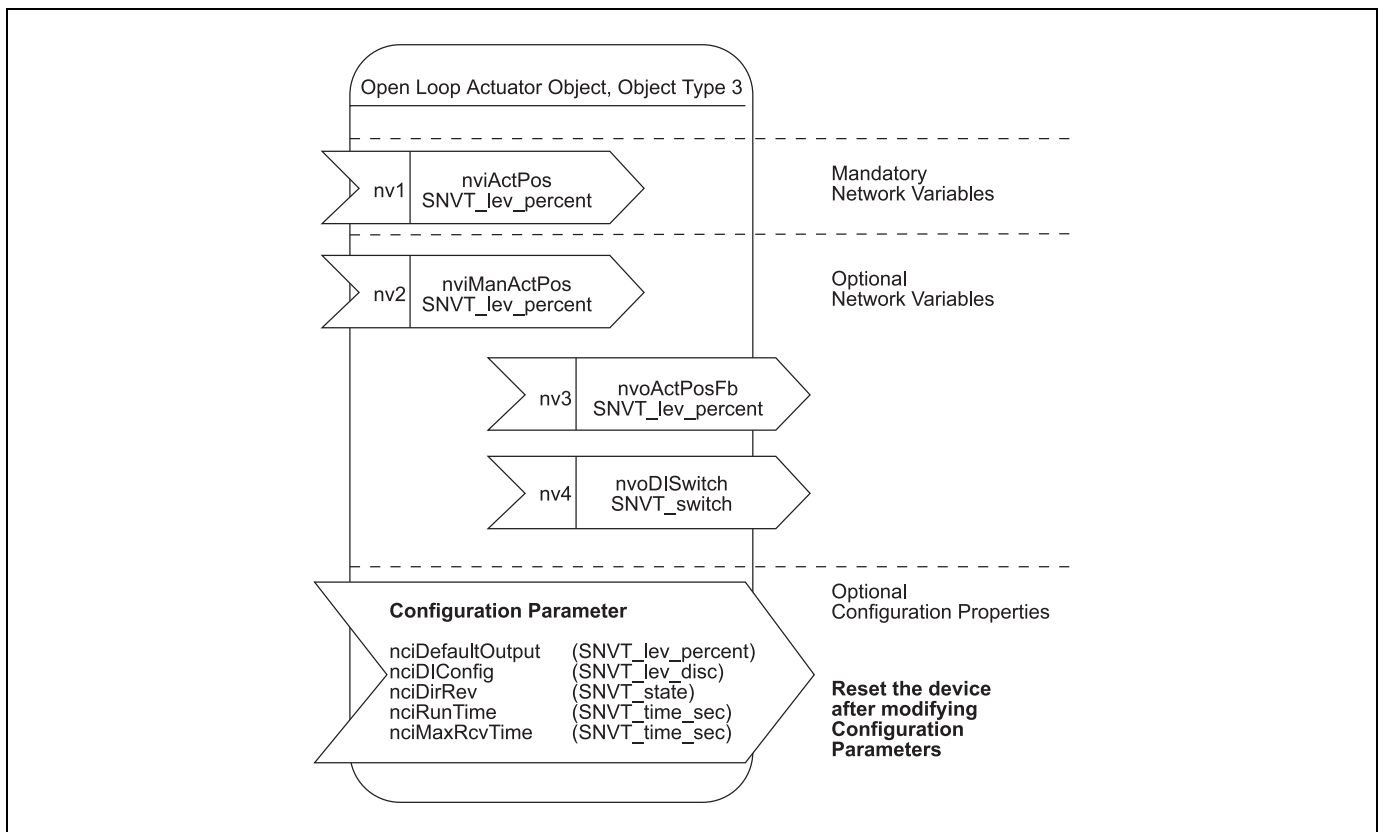 Open Loop Actuator Object, Object Type 3
nv1
nviActPos
SNVT_lev_percent
Mandatory
Network Variables
nv2
nviManActPos
SNVT_lev_percent
Optional
Network Variables
nv3
nvoActPosFb
SNVT_lev_percent
nv4
nvoDISwitch
SNVT_switch
Configuration Parameter
nciDefaultOutput (SNVT_lev_percent)
nciDIConfig (SNVT_lev_disc)
nciDirRev (SNVT_state)
nciRunTime (SNVT_time_sec)
nciMaxRcvTime (SNVT_time_sec)
Optional
Configuration Properties
Reset the device
after modifying
Configuration
Parameters